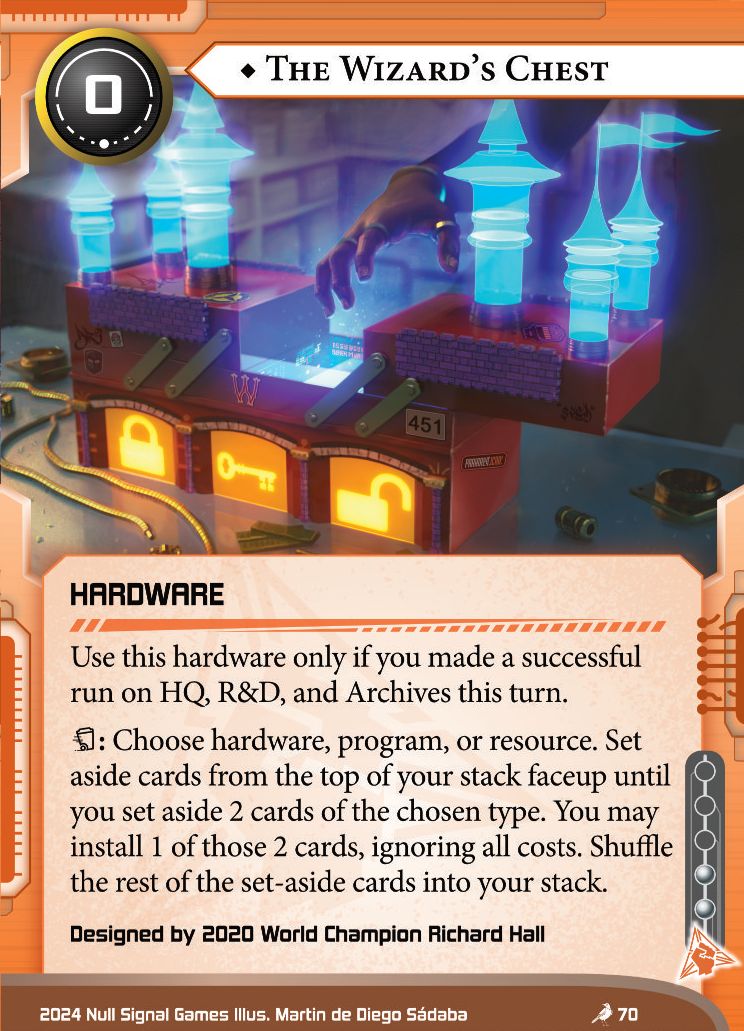 0
◆ The Wizard's Chest
451
HARDWARE
Use this hardware only if you made a successful
run on HQ, R&D, and Archives this turn.
: Choose hardware, program, or resource. Set
aside cards from the top of your stack faceup until
you set aside 2 cards of the chosen type. You may
install 1 of those 2 cards, ignoring all costs. Shuffle
the rest of the set-aside cards into your stack.
Designed by 2020 World Champion Richard Hall
2024 Null Signal Games Illus. Martin de Diego Sádaba
70